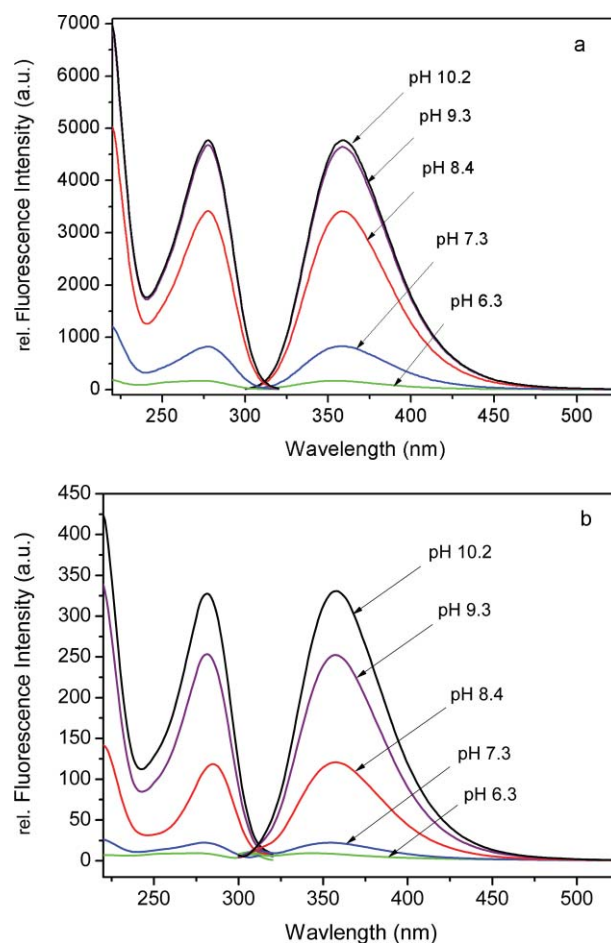 a
7000
6000
5000
4000
3000
2000
1000
0
rel. Fluorescence Intensity (a.u.)
pH 10.2
pH 9.3
pH 8.4
pH 7.3
pH 6.3
250 300 350 400 450 500
Wavelength (nm)
b
450
400
350
300
250
200
150
100
50
0
rel. Fluorescence Intensity (a.u.)
pH 10.2
pH 9.3
pH 8.4
pH 7.3
pH 6.3
250 300 350 400 450 500
Wavlength (nm)